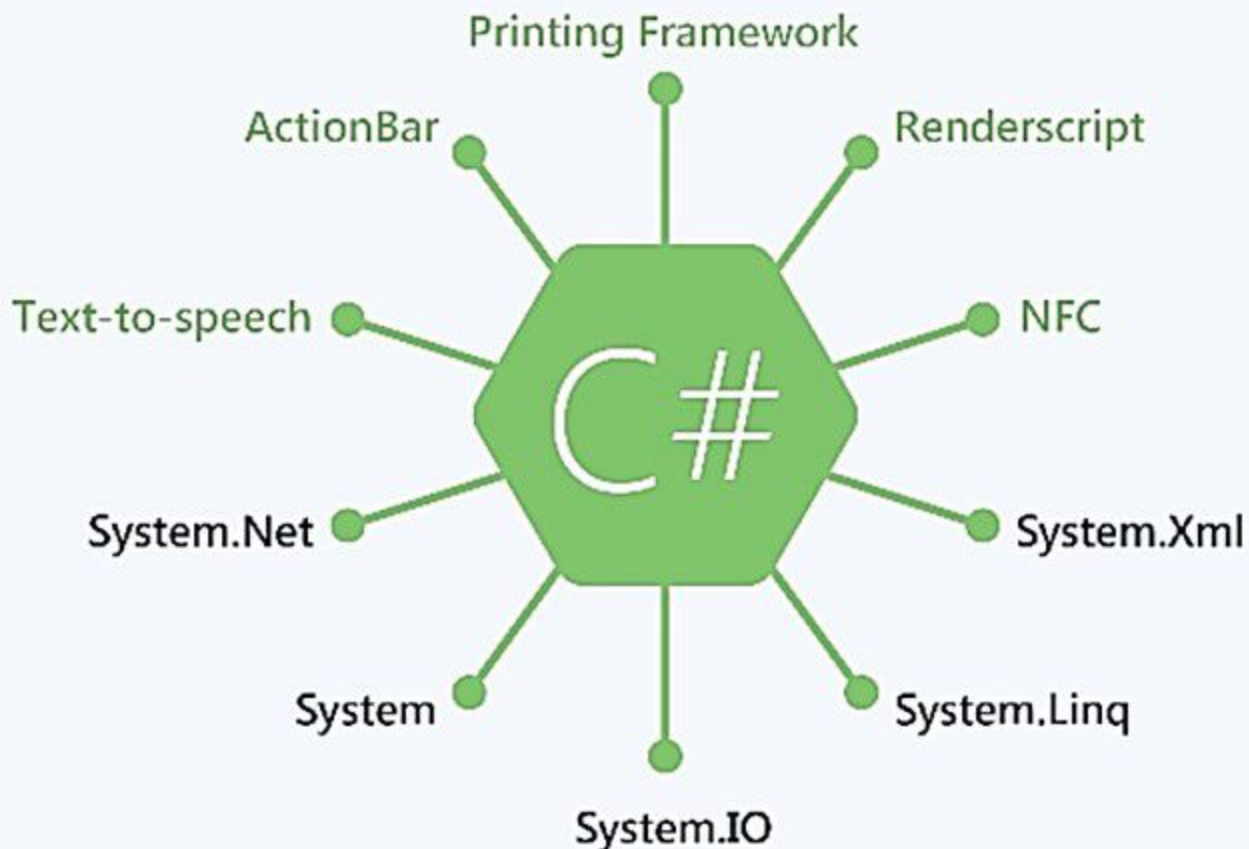 Printing Framework
ActionBar
Renderscript
Text-to-speech
NFC
C#
System.Net
System.Xml
System
System.Linq
System.IO